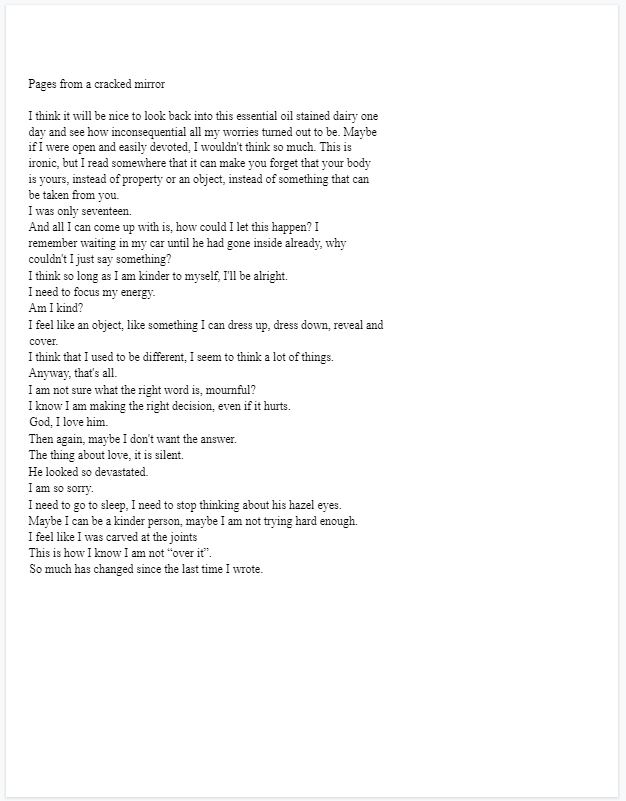 Pages from a cracked mirror
I think it will be nice to look back into this essential oil stained dairy one
day and see how inconsequential all my worries turned out to be. Maybe
if I were open and easily devoted, I wouldn't think so much. This is
ironic, but I read somewhere that it can make you forget that your body
is yours, instead of property or an object, instead of something that can
be taken from you.
I was only seventeen.
And all I can come up with is, how could I let this happen? I
remember waiting in my car until he had gone inside already, why
couldn't I just say something?
I think so long as I am kinder to myself, I'll be alright.
I need to focus my energy.
Am I kind?
I feel like an object, like something I can dress up, dress down, reveal and
cover.
I think that I used to be different, I seem to think a lot of things.
Anyway, that's all.
I am not sure what the right word is, mournful?
I know I am making the right decision, even if it hurts.
God, I love him.
Then again, maybe I don't want the answer.
The thing about love, it is silent.
He looked so devastated.
I am so sorry.
I need to go to sleep, I need to stop thinking about his hazel eyes.
Maybe I can be a kinder person, maybe I am not trying hard enough.
I feel like I was carved at the joints
This is how I know I am not “over it”.
So much has changed since the last time I wrote.